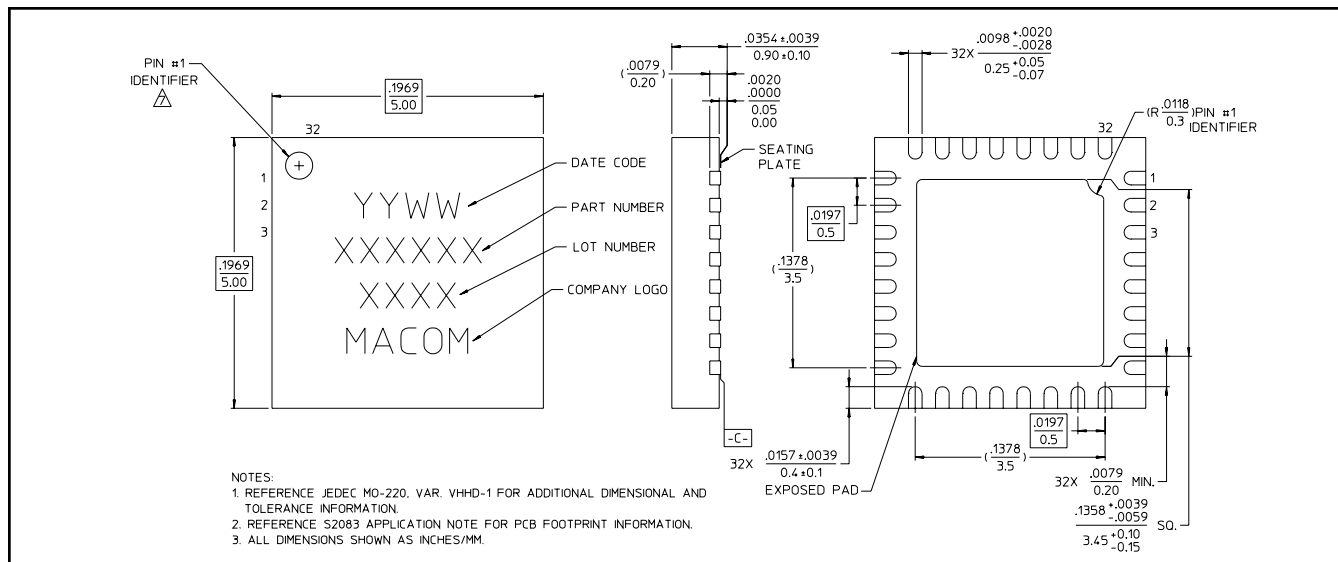 PIN #1
IDENTIFIER
7
.1969
5.00
32
1
2
3
.1969
5.00
YYWW
XXXXXX
XXXX
MACOM
DATE CODE
PART NUMBER
LOT NUMBER
COMPANY LOGO
.0354 ±.0039
0.90 ±0.10
(.0079
0.20)
.0020
.0000
0.05
0.00
SEATING
PLATE
-C-
32X .0098 +.0020
-.0028
0.25 +0.05
-0.07
(R .0118
0.3) PIN #1
IDENTIFIER
32
1
2
3
.0197
0.5
(.1378
3.5)
32X .0157 ±.0039
0.4 ±0.1
EXPOSED PAD
(.1378
3.5)
.0197
0.5
32X .0079
0.20 MIN.
.1358 +.0039
-.0059
3.45 +0.10
-0.15
SQ.
NOTES:
1. REFERENCE JEDEC MO-220, VAR. VHHD-1 FOR ADDITIONAL DIMENSIONAL AND
TOLERANCE INFORMATION.
2. REFERENCE S2083 APPLICATION NOTE FOR PCB FOOTPRINT INFORMATION.
3. ALL DIMENSIONS SHOWN AS INCHES/MM.